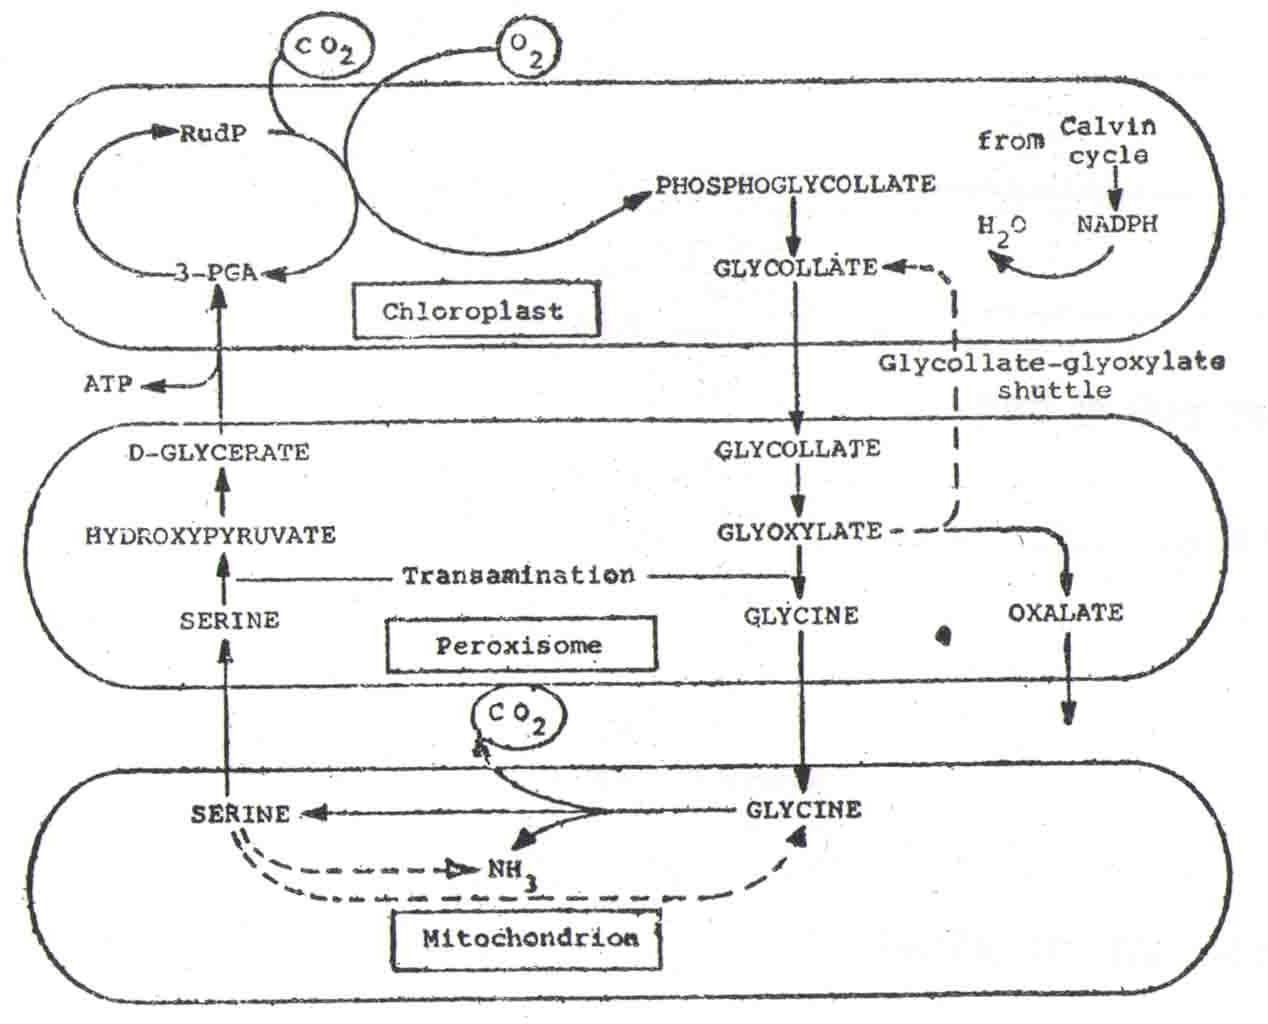 CO2
O2
RudP
from Calvin
cycle
PHOSPHOGLYCOLLATE
H2O NADPH
3-PGA
GLYCOLLATE
Chloroplast
Glycollate-glyoxylate
shuttle
ATP
D-GLYCERATE
GLYCOLLATE
HYDROXYPYRUVATE
GLYOXYLATE
Transamination
SERINE
GLYCINE
OXALATE
Peroxisome
CO2
SERINE
GLYCINE
NH3
Mitochondrion